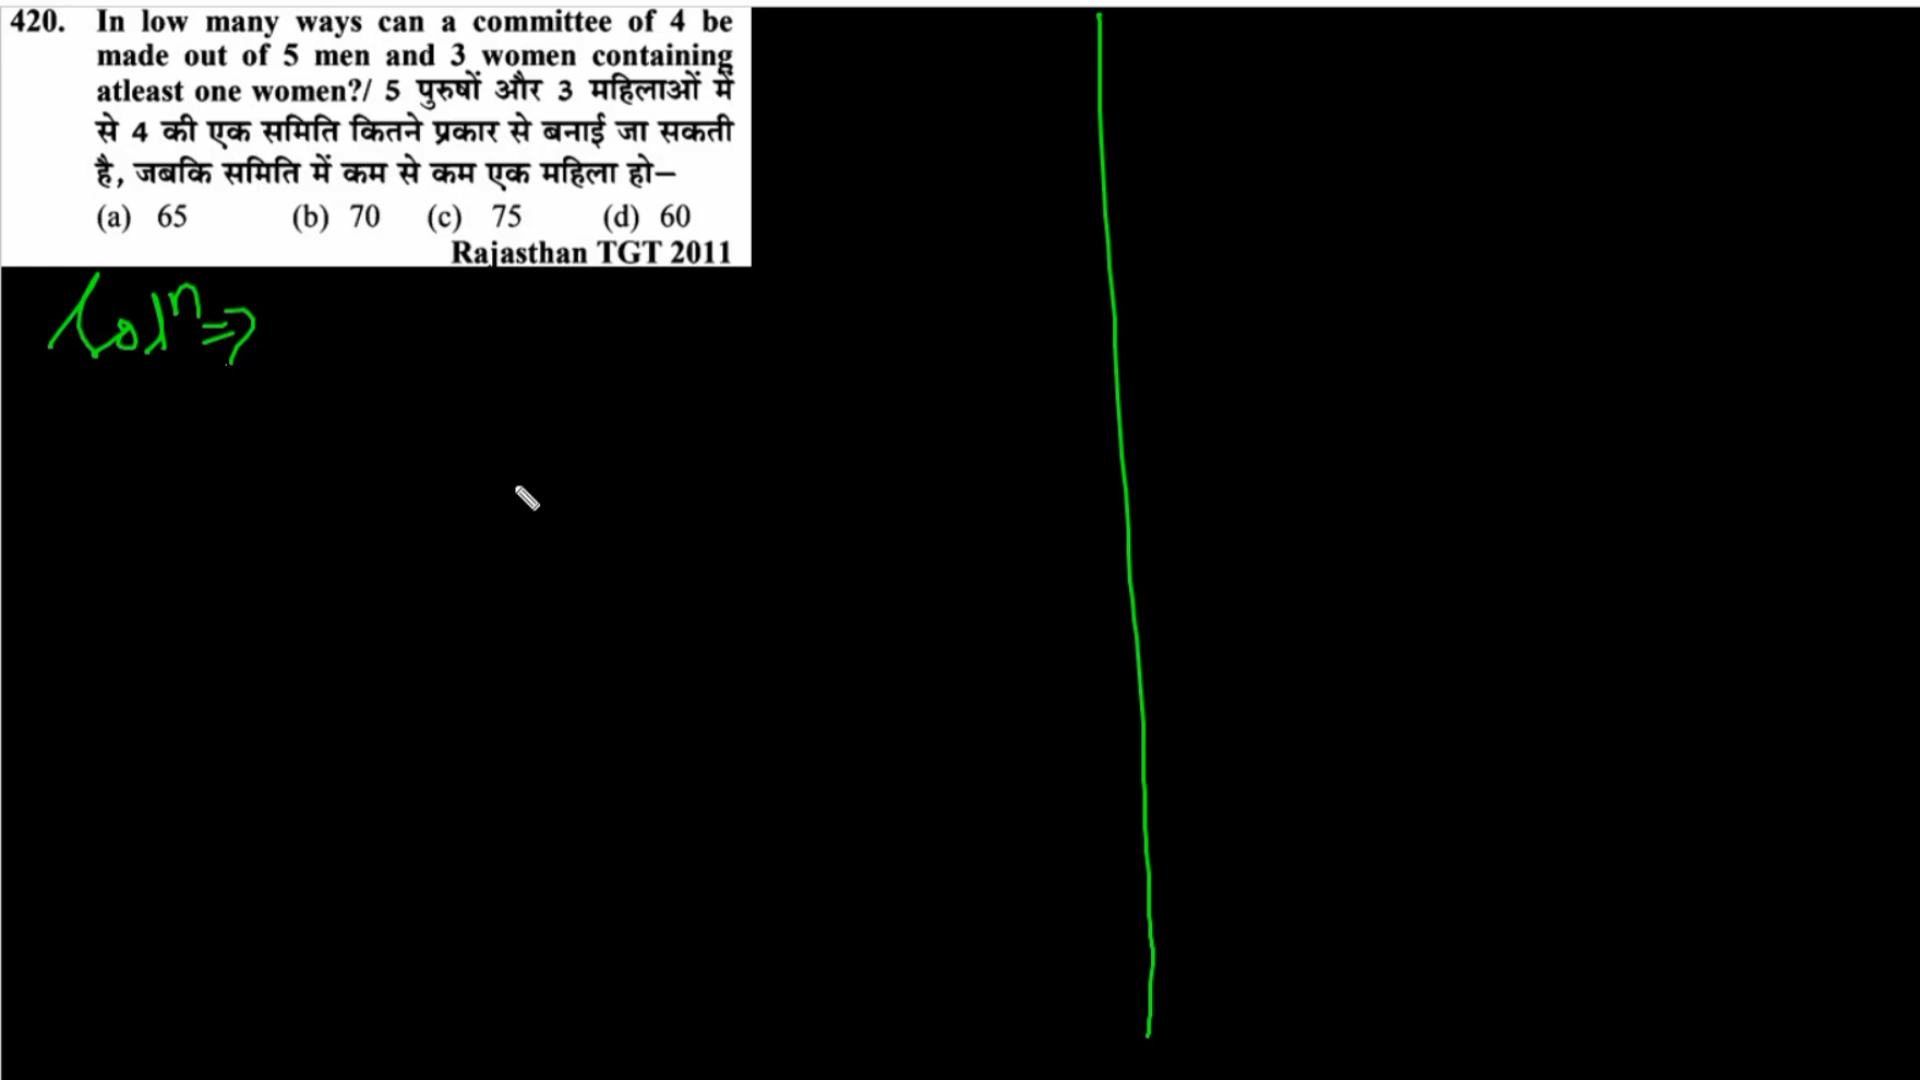 420. In low many ways can a committee of 4 be
made out of 5 men and 3 women containing
atleast one women?/ 5 पुरुषों और 3 महिलाओं में
से 4 की एक समिति कितने प्रकार से बनाई जा सकती
है, जबकि समिति में कम से कम एक महिला हो–
(a) 65 (b) 70 (c) 75 (d) 60
Rajasthan TGT 2011
Solⁿ⇒